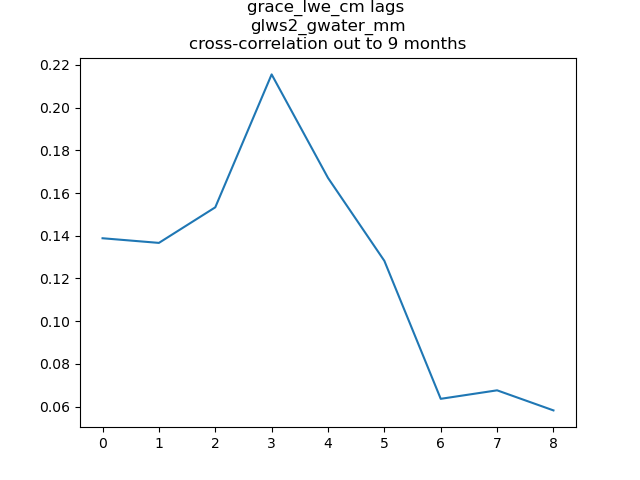 grace_lwe_cm lags
glws2_gwater_mm
cross-correlation out to 9 months
0.22
0.20
0.18
0.16
0.14
0.12
0.10
0.08
0.06
0 1 2 3 4 5 6 7 8